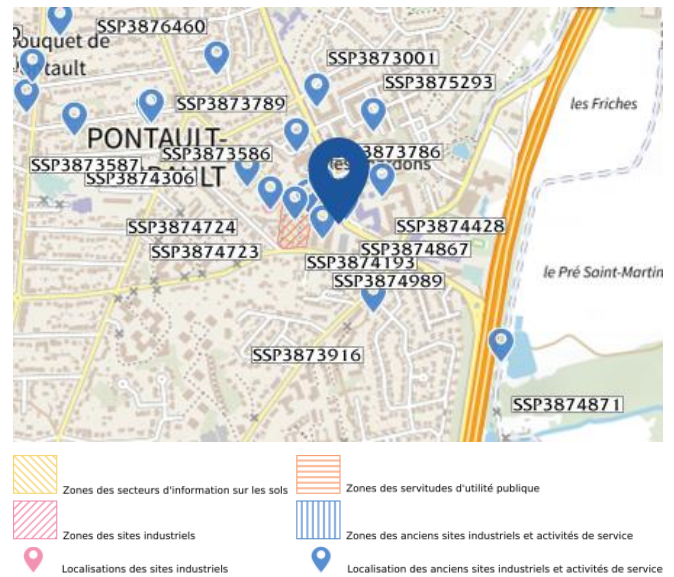 SSP3876460
ouquet de
tault
SSP3873001
SSP3875293
les Friches
SSP3873789
PONTAULT-
SSP3873586
SSP3873786
SSP3873587
SSP3874306
SSP3874724
SSP3874428
SSP3874723
SSP3874867
SSP3874193
le Pré Saint-Martin
SSP3874989
SSP3873916
SSP3874871
Zones des secteurs d'information sur les sols
Zones des servitudes d'utilité publique
Zones des sites industriels
Zones des anciens sites industriels et activités de service
Localisations des sites industriels
Localisation des anciens sites industriels et activités de service